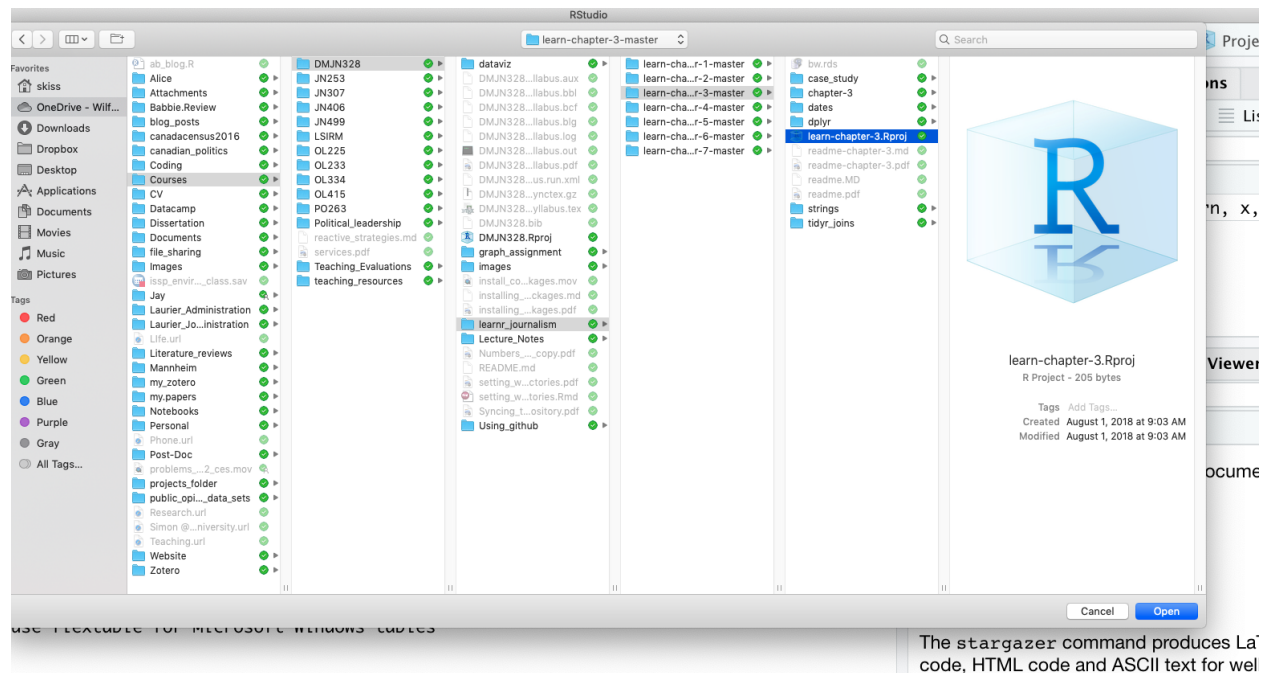 RStudio
learn-chapter-3-master
Search
Proje
Favorites
skiss
OneDrive - Wilf...
Downloads
Dropbox
Desktop
Applications
Documents
Movies
Music
Pictures
Tags
Red
Orange
Yellow
Green
Blue
Purple
Gray
All Tags...
ab_blog.R
Alice
Attachments
Babbie.Review
blog_posts
canadacensus2016
canadian_politics
Coding
Courses
CV
Datacamp
Dissertation
Documents
file_sharing
Images
issp_envir..._class.sav
Jay
Laurier_Administration
Laurier_Jo...inistration
LIfe.url
Literature_reviews
Mannheim
my_zotero
my.papers
Notebooks
Personal
Phone.url
Post-Doc
problems_...2_ces.mov
projects_folder
public_opi..._data_sets
Research.url
Simon @...niversity.url
Teaching.url
Website
Zotero
DMJN328
JN253
JN307
JN406
JN499
LSIRM
OL225
OL233
OL334
OL415
PO263
Political_leadership
reactive_strategies.md
services.pdf
Teaching_Evaluations
teaching_resources
dataviz
DMJN328...llabus.aux
DMJN328...llabus.bbl
DMJN328...llabus.bcf
DMJN328...llabus.blg
DMJN328...llabus.log
DMJN328...llabus.out
DMJN328...llabus.pdf
DMJN328...us.run.xml
DMJN328...ynctex.gz
DMJN328...yllabus.tex
DMJN328.bib
DMJN328.Rproj
graph_assignment
images
install_co...kages.mov
installing_...ckages.md
installing_...kages.pdf
learnr_journalism
Lecture_Notes
Numbers_..._copy.pdf
README.md
setting_w...ctories.pdf
setting_w...tories.Rmd
Syncing_t...ository.pdf
Using_github
learn-cha...r-1-master
learn-cha...r-2-master
learn-cha...r-3-master
learn-cha...r-4-master
learn-cha...r-5-master
learn-cha...r-6-master
learn-cha...r-7-master
bw.rds
case_study
chapter-3
dates
dplyr
learn-chapter-3.Rproj
readme-chapter-3.md
readme-chapter-3.pdf
readme.MD
readme.pdf
strings
tidyr_joins
R
learn-chapter-3.Rproj
R Project - 205 bytes
Tags Add Tags...
Created August 1, 2018 at 9:03 AM
Modified August 1, 2018 at 9:03 AM
ons
Li
rn, x,
Viewer
ocume
Cancel
Open
use flextable for Microsoft Windows tables
The stargazer command produces LaT
code, HTML code and ASCII text for well